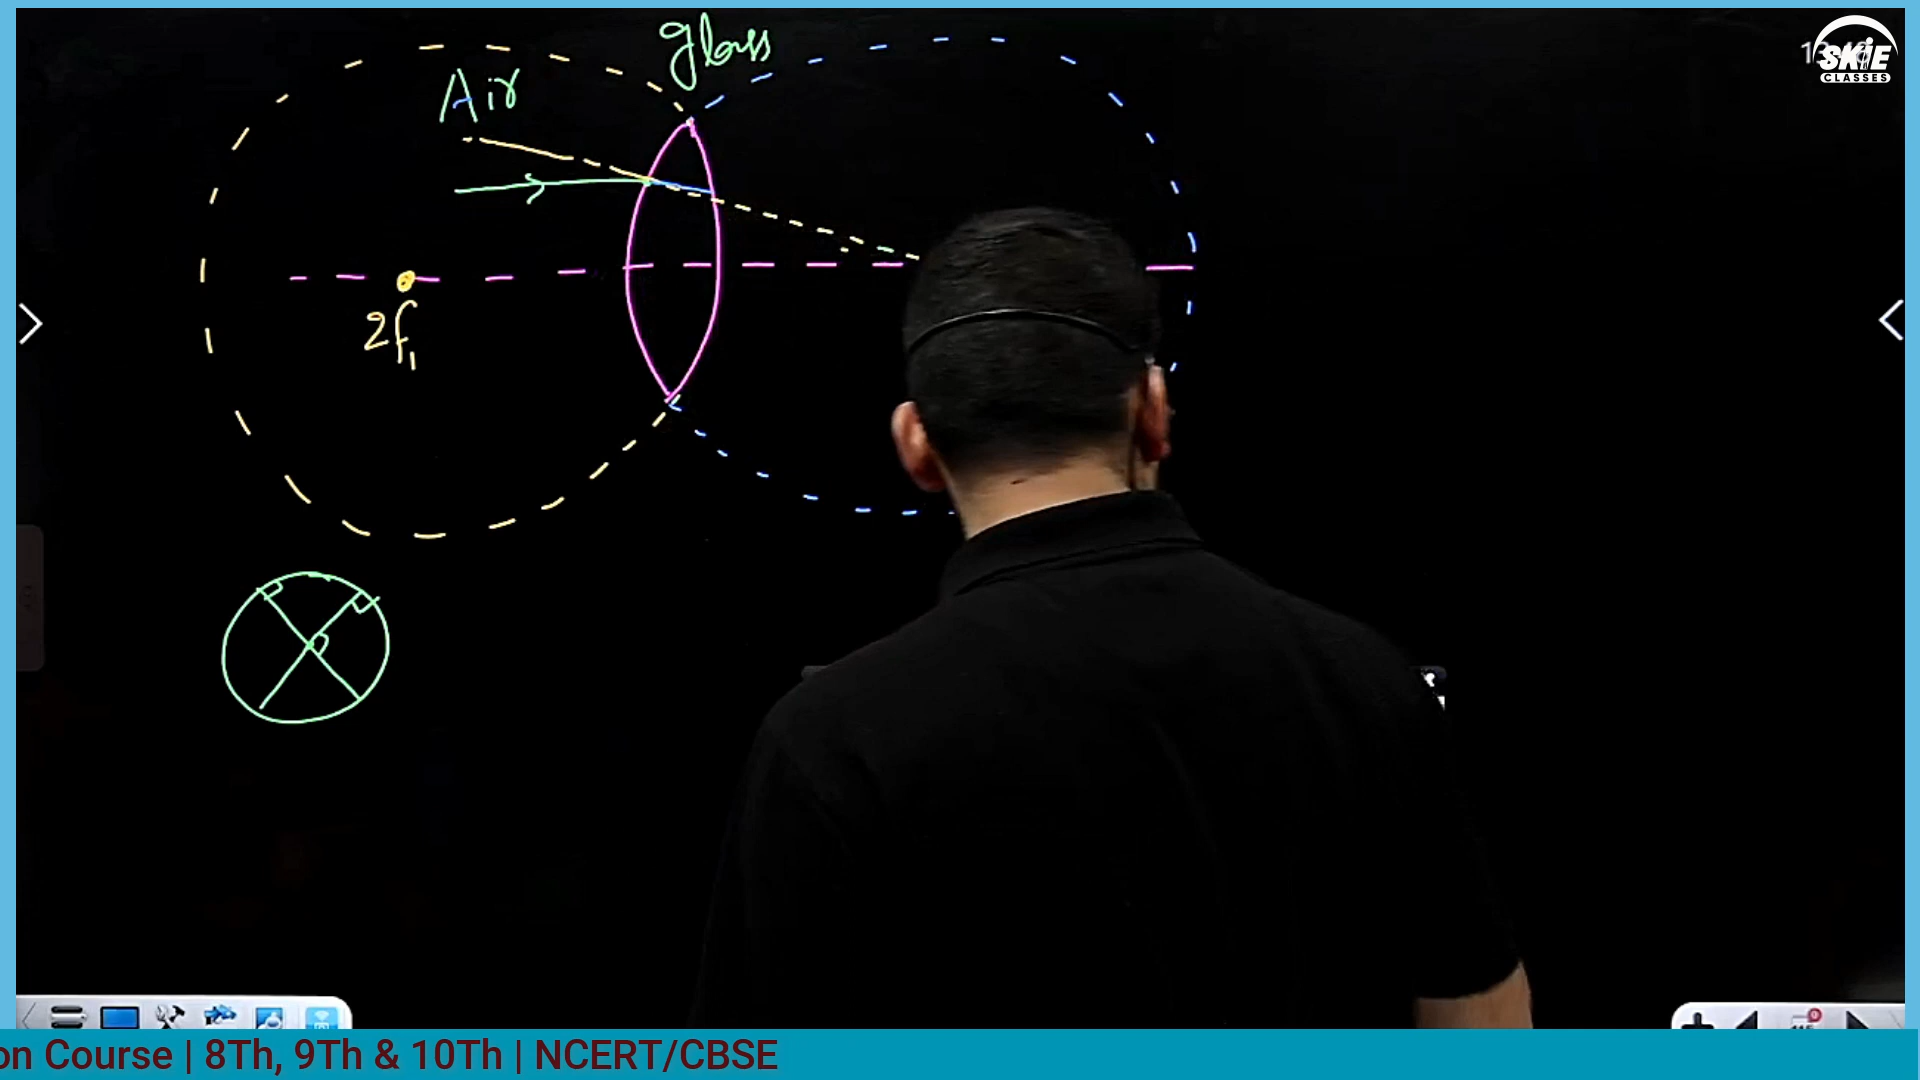 glass
Air
SKIE
CLASSES
2f₁
on Course | 8Th, 9Th & 10Th | NCERT/CBSE